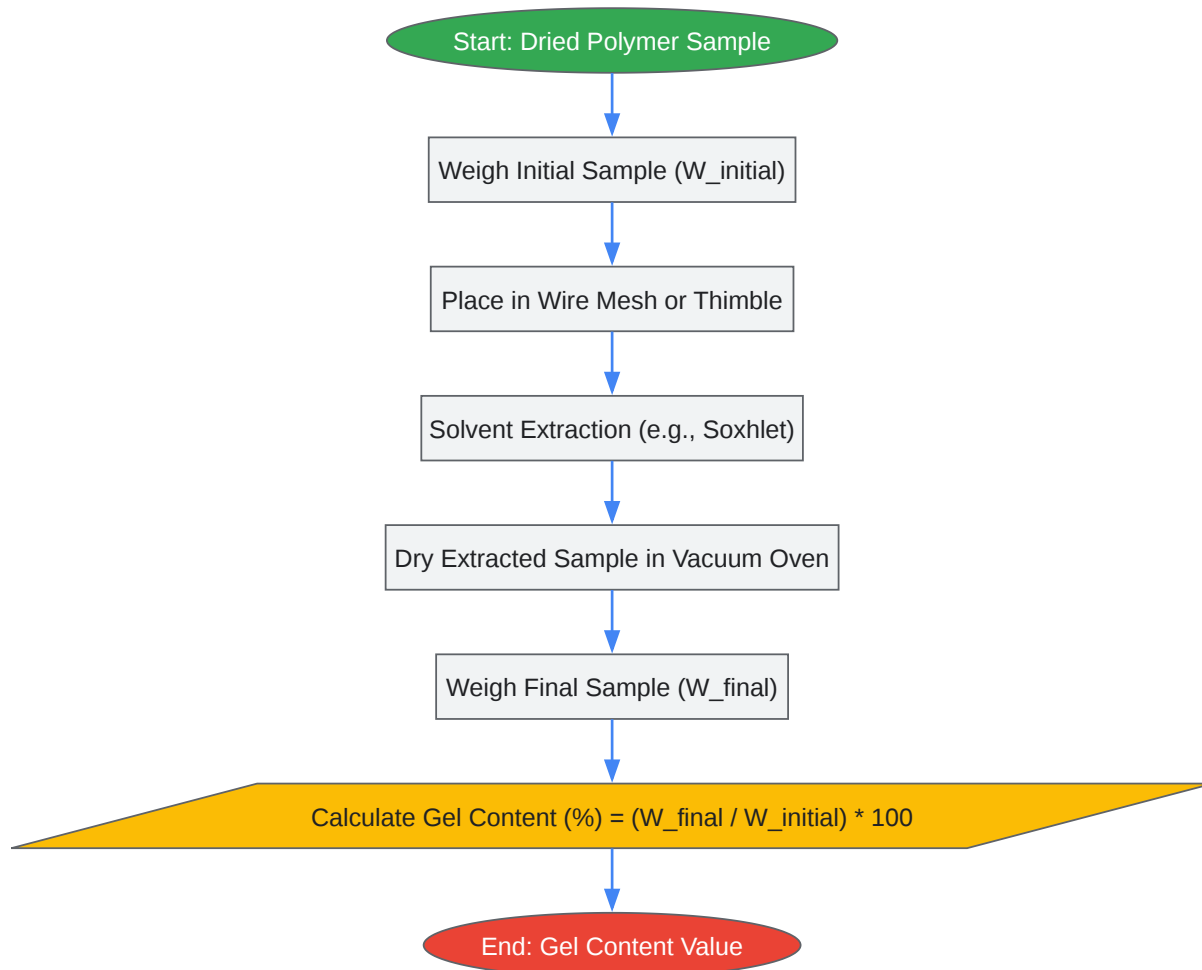 Start: Dried Polymer Sample
Weigh Initial Sample (W_initial)
Place in Wire Mesh or Thimble
Solvent Extraction (e.g., Soxhlet)
Dry Extracted Sample in Vacuum Oven
Weigh Final Sample (W_final)
Calculate Gel Content (%) = (W_final / W_initial) * 100
End: Gel Content Value